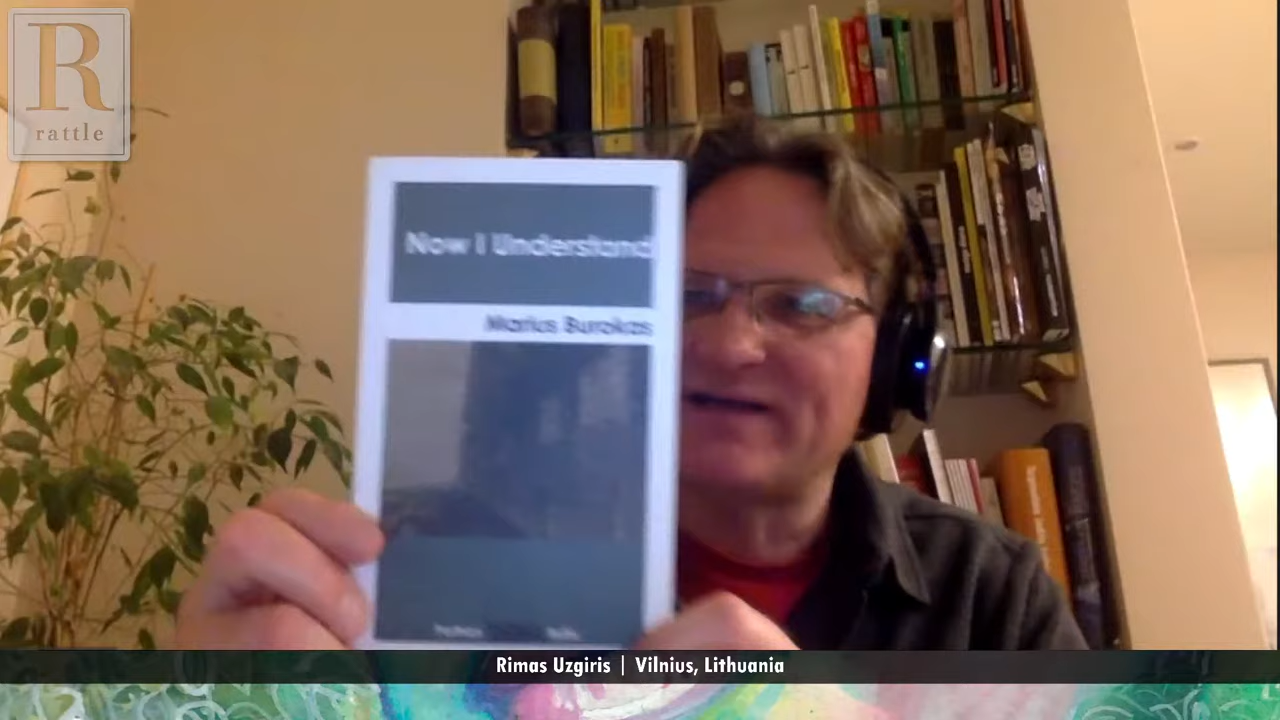 R
rattle
Now I Understand
Marius Burokas
Rimas Uzgiris | Vilnius, Lithuania